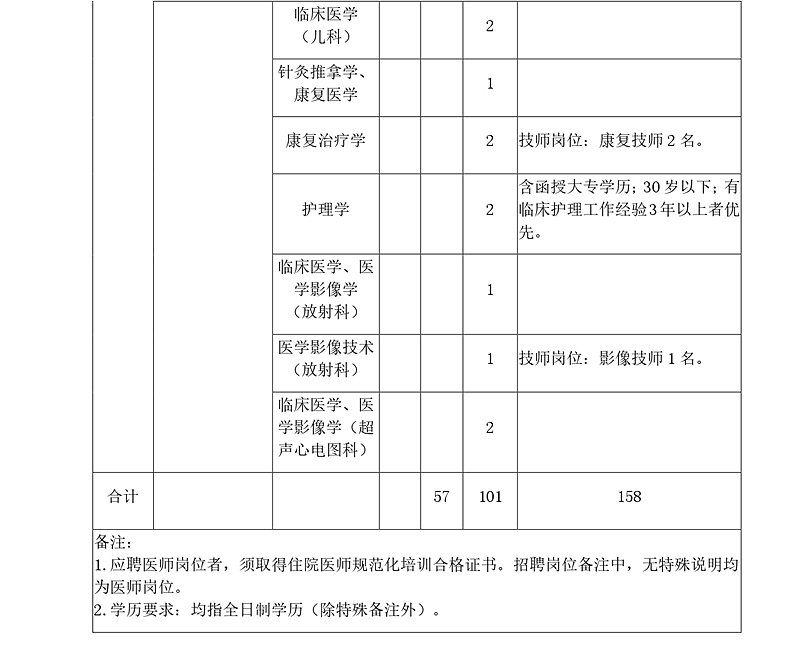 临床医学
（儿科）
2
针灸推拿学、
康复医学
1
康复治疗学
2
技师岗位：康复技师 2 名。
护理学
2
含函授大专学历；30 岁以下；有
临床护理工作经验3 年以上者优
先。
临床医学、医
学影像学
（放射科）
1
医学影像技术
（放射科）
1
技师岗位：影像技师 1 名。
临床医学、医
学影像学（超
声心电图科）
2
合计
57
101
158
备注：
1. 应聘医师岗位者，须取得住院医师规范化培训合格证书。招聘岗位备注中，无特殊说明均
为医师岗位。
2. 学历要求：均指全日制学历（除特殊备注外）。